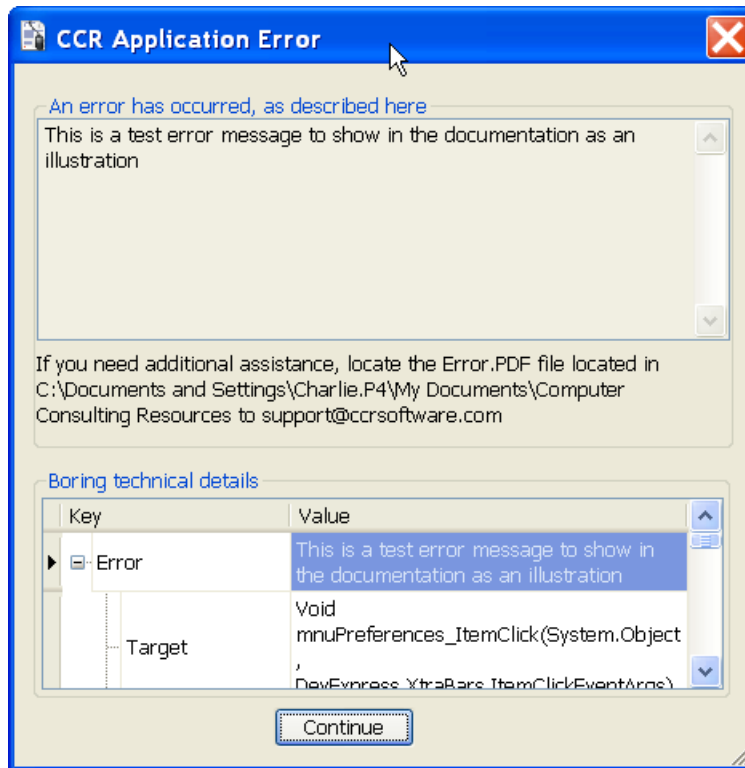 CCR Application Error
An error has occurred, as described here
This is a test error message to show in the documentation as an
illustration
If you need additional assistance, locate the Error.PDF file located in
C:\Documents and Settings\Charlie.P4\My Documents\Computer
Consulting Resources to support@ccrsoftware.com
Boring technical details
Key Value
Error This is a test error message to show in
the documentation as an illustration
Void
Target mnuPreferences_ItemClick(System.Object
,
DevExpress.XtraBars.ItemClickEventArgs)
Continue